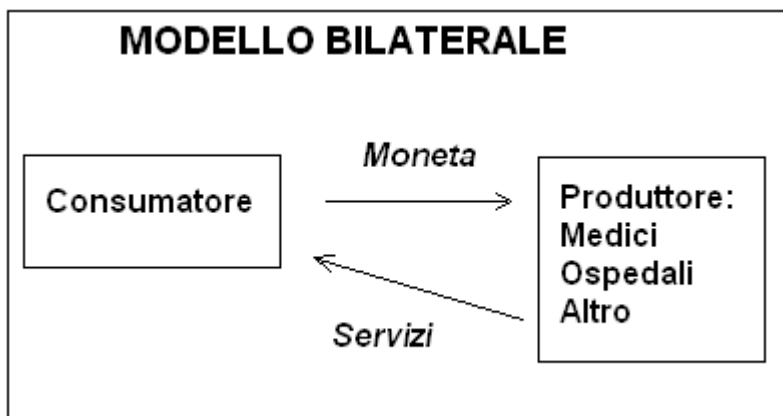 MODELLO BILATERALE
Moneta
Consumatore
Produttore:
Medici
Ospedali
Altro
Servizi